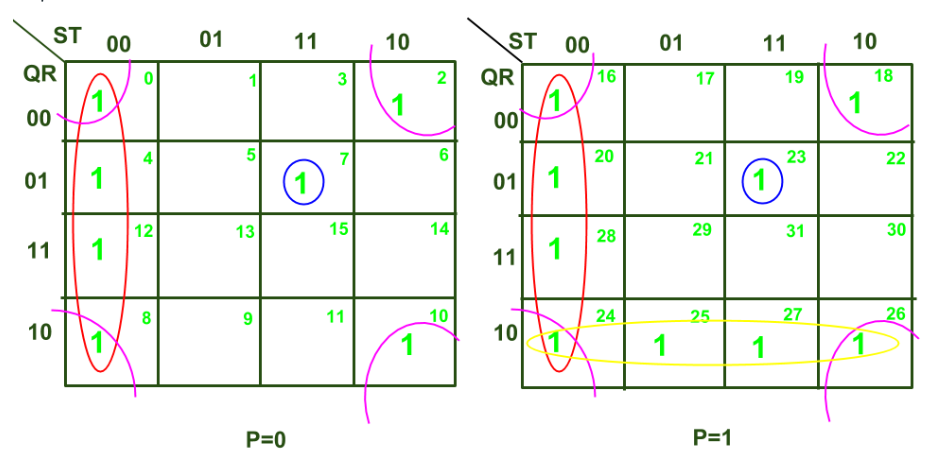 ST 00 01 11 10 ST 00 01 11 10
QR 0 1 3 2 QR 16 17 19 18
00 1 1 00 1 1
4 5 7 6 20 21 23 22
01 1 1 01 1 1
12 13 15 14 28 29 31 30
11 1 11 1
8 9 11 10 24 25 27 26
10 1 1 10 1 1 1 1
P=0 P=1